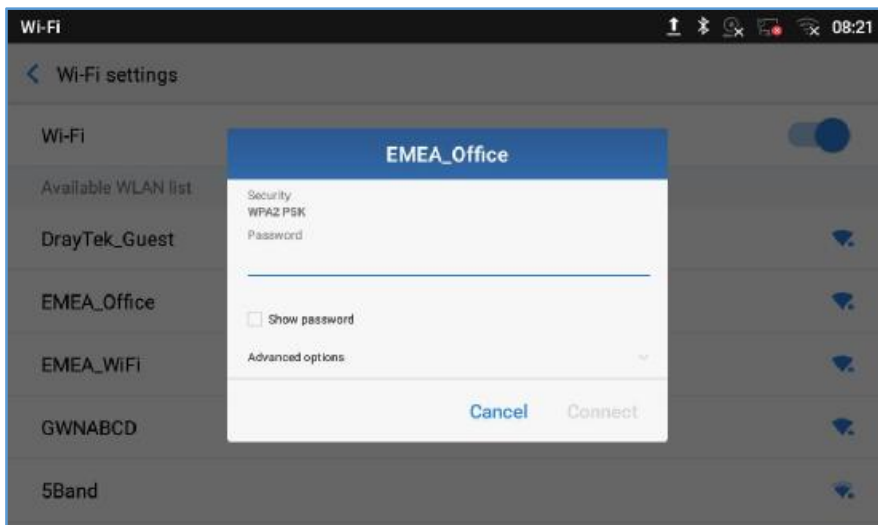 Wi-Fi 08:21
Wi-Fi settings
Wi-Fi
Available WLAN list
DrayTek_Guest
EMEA_Office
EMEA_WiFi
GWNABCD
5Band
EMEA_Office
Security
WPA2 PSK
Password
Show password
Advanced options
Cancel Connect